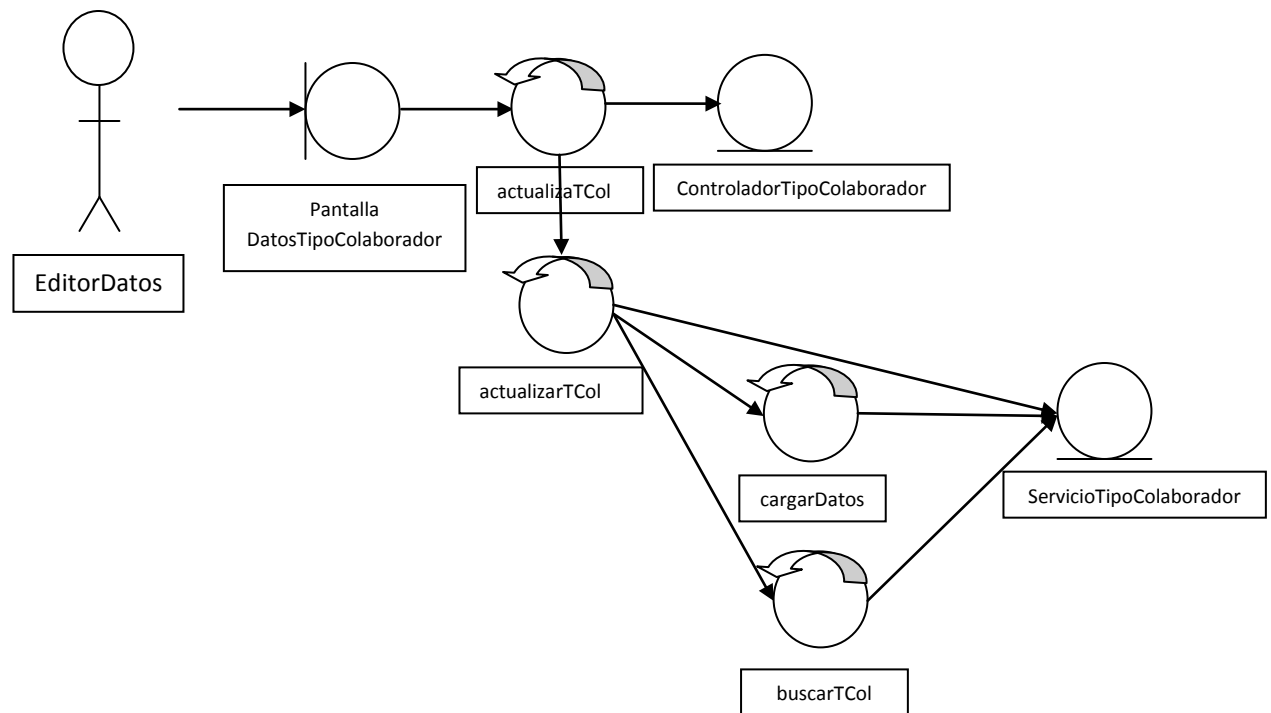 actualizaTCol
ControladorTipoColaborador
Pantalla
DatosTipoColaborador
EditorDatos
actualizarTCol
cargarDatos
ServicioTipoColaborador
buscarTCol